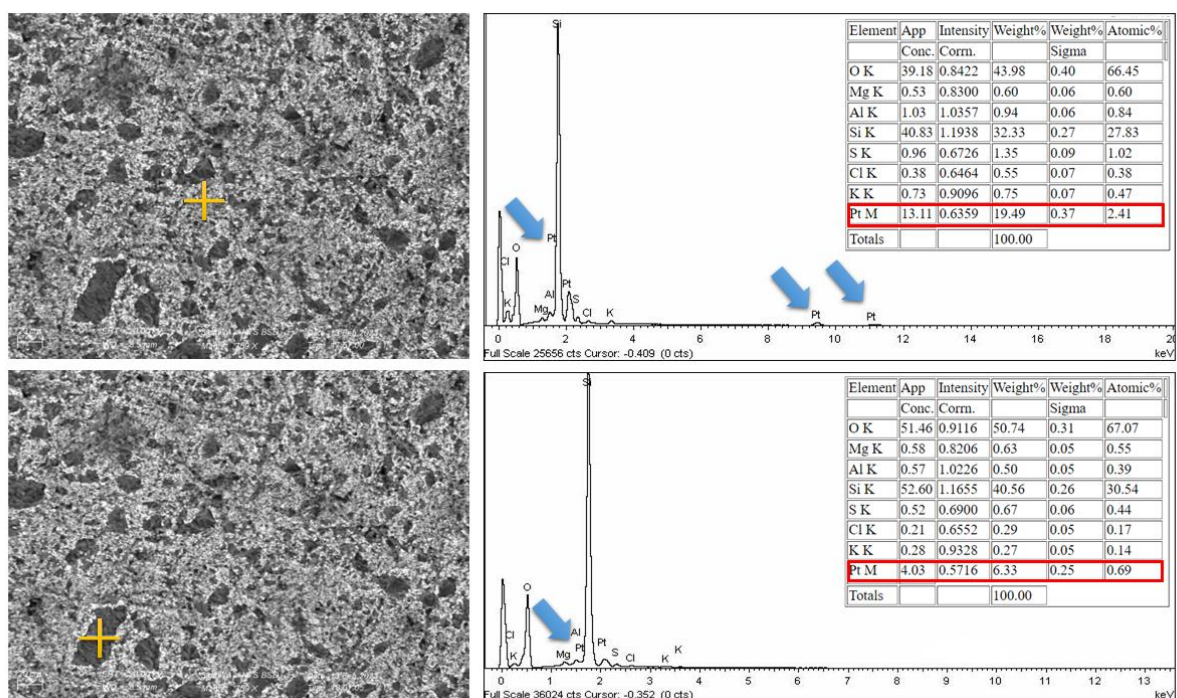 Si
Pt
O
Cl
Pt
Al
S
K
Mg
Cl
K
Pt
Pt
0 2 4 6 8 10 12 14 16 18 20
Full Scale 25656 cts Cursor: -0.409 (0 cts)
keV
Element App Intensity Weight% Weight% Atomic%
Conc. Corrn. Sigma
O K 39.18 0.8422 43.98 0.40 66.45
Mg K 0.53 0.8300 0.60 0.06 0.60
Al K 1.03 1.0357 0.94 0.06 0.84
Si K 40.83 1.1938 32.33 0.27 27.83
S K 0.96 0.6726 1.35 0.09 1.02
Cl K 0.38 0.6464 0.55 0.07 0.38
K K 0.73 0.9096 0.75 0.07 0.47
Pt M 13.11 0.6359 19.49 0.37 2.41
Totals 100.00
Si
O
Cl
Al
K
Mg
Pt
Pt
S
Cl
K
K
0 1 2 3 4 5 6 7 8 9 10 11 12 13
Full Scale 36024 cts Cursor: -0.352 (0 cts)
keV
Element App Intensity Weight% Weight% Atomic%
Conc. Corrn. Sigma
O K 51.46 0.9116 50.74 0.31 67.07
Mg K 0.58 0.8206 0.63 0.05 0.55
Al K 0.57 1.0226 0.50 0.05 0.39
Si K 52.60 1.1655 40.56 0.26 30.54
S K 0.52 0.6900 0.67 0.06 0.44
Cl K 0.21 0.6552 0.29 0.05 0.17
K K 0.28 0.9328 0.27 0.05 0.14
Pt M 4.03 0.5716 6.33 0.25 0.69
Totals 100.00